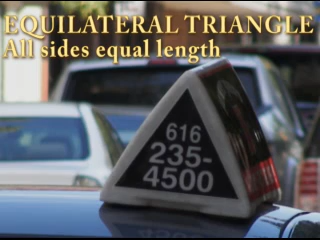 EQUILATERAL TRIANGLE
All sides equal length
616
235-
4500